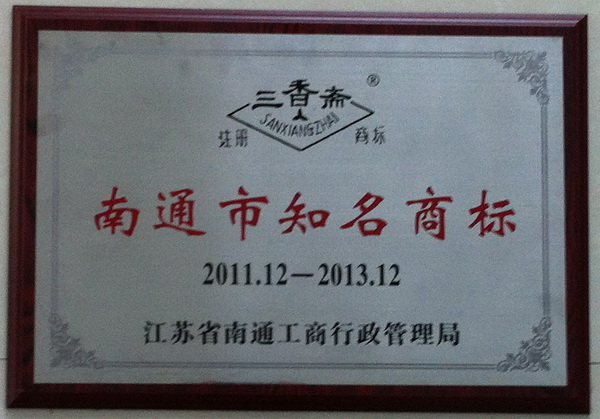 三香斋®
SANXIANGZHAI
注册 商标
南通市知名商标
2011.12—2013.12
江苏省南通工商行政管理局